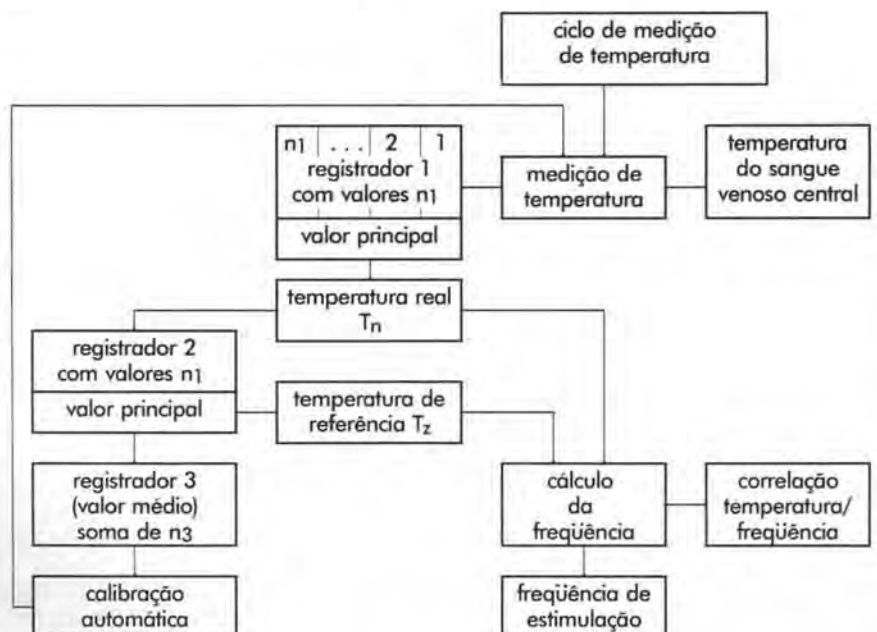 ciclo de medição
de temperatura
n1 . . . 2 1
registrador 1
com valores n1
valor principal
medição de
temperatura
temperatura
do sangue
venoso central
temperatura real
Tn
registrador 2
com valores n1
valor principal
temperatura de
referência Tz
registrador 3
(valor médio)
soma de n3
cálculo
da
freqüência
correlação
temperatura/
freqüência
calibração
automática
freqüência de
estimulação